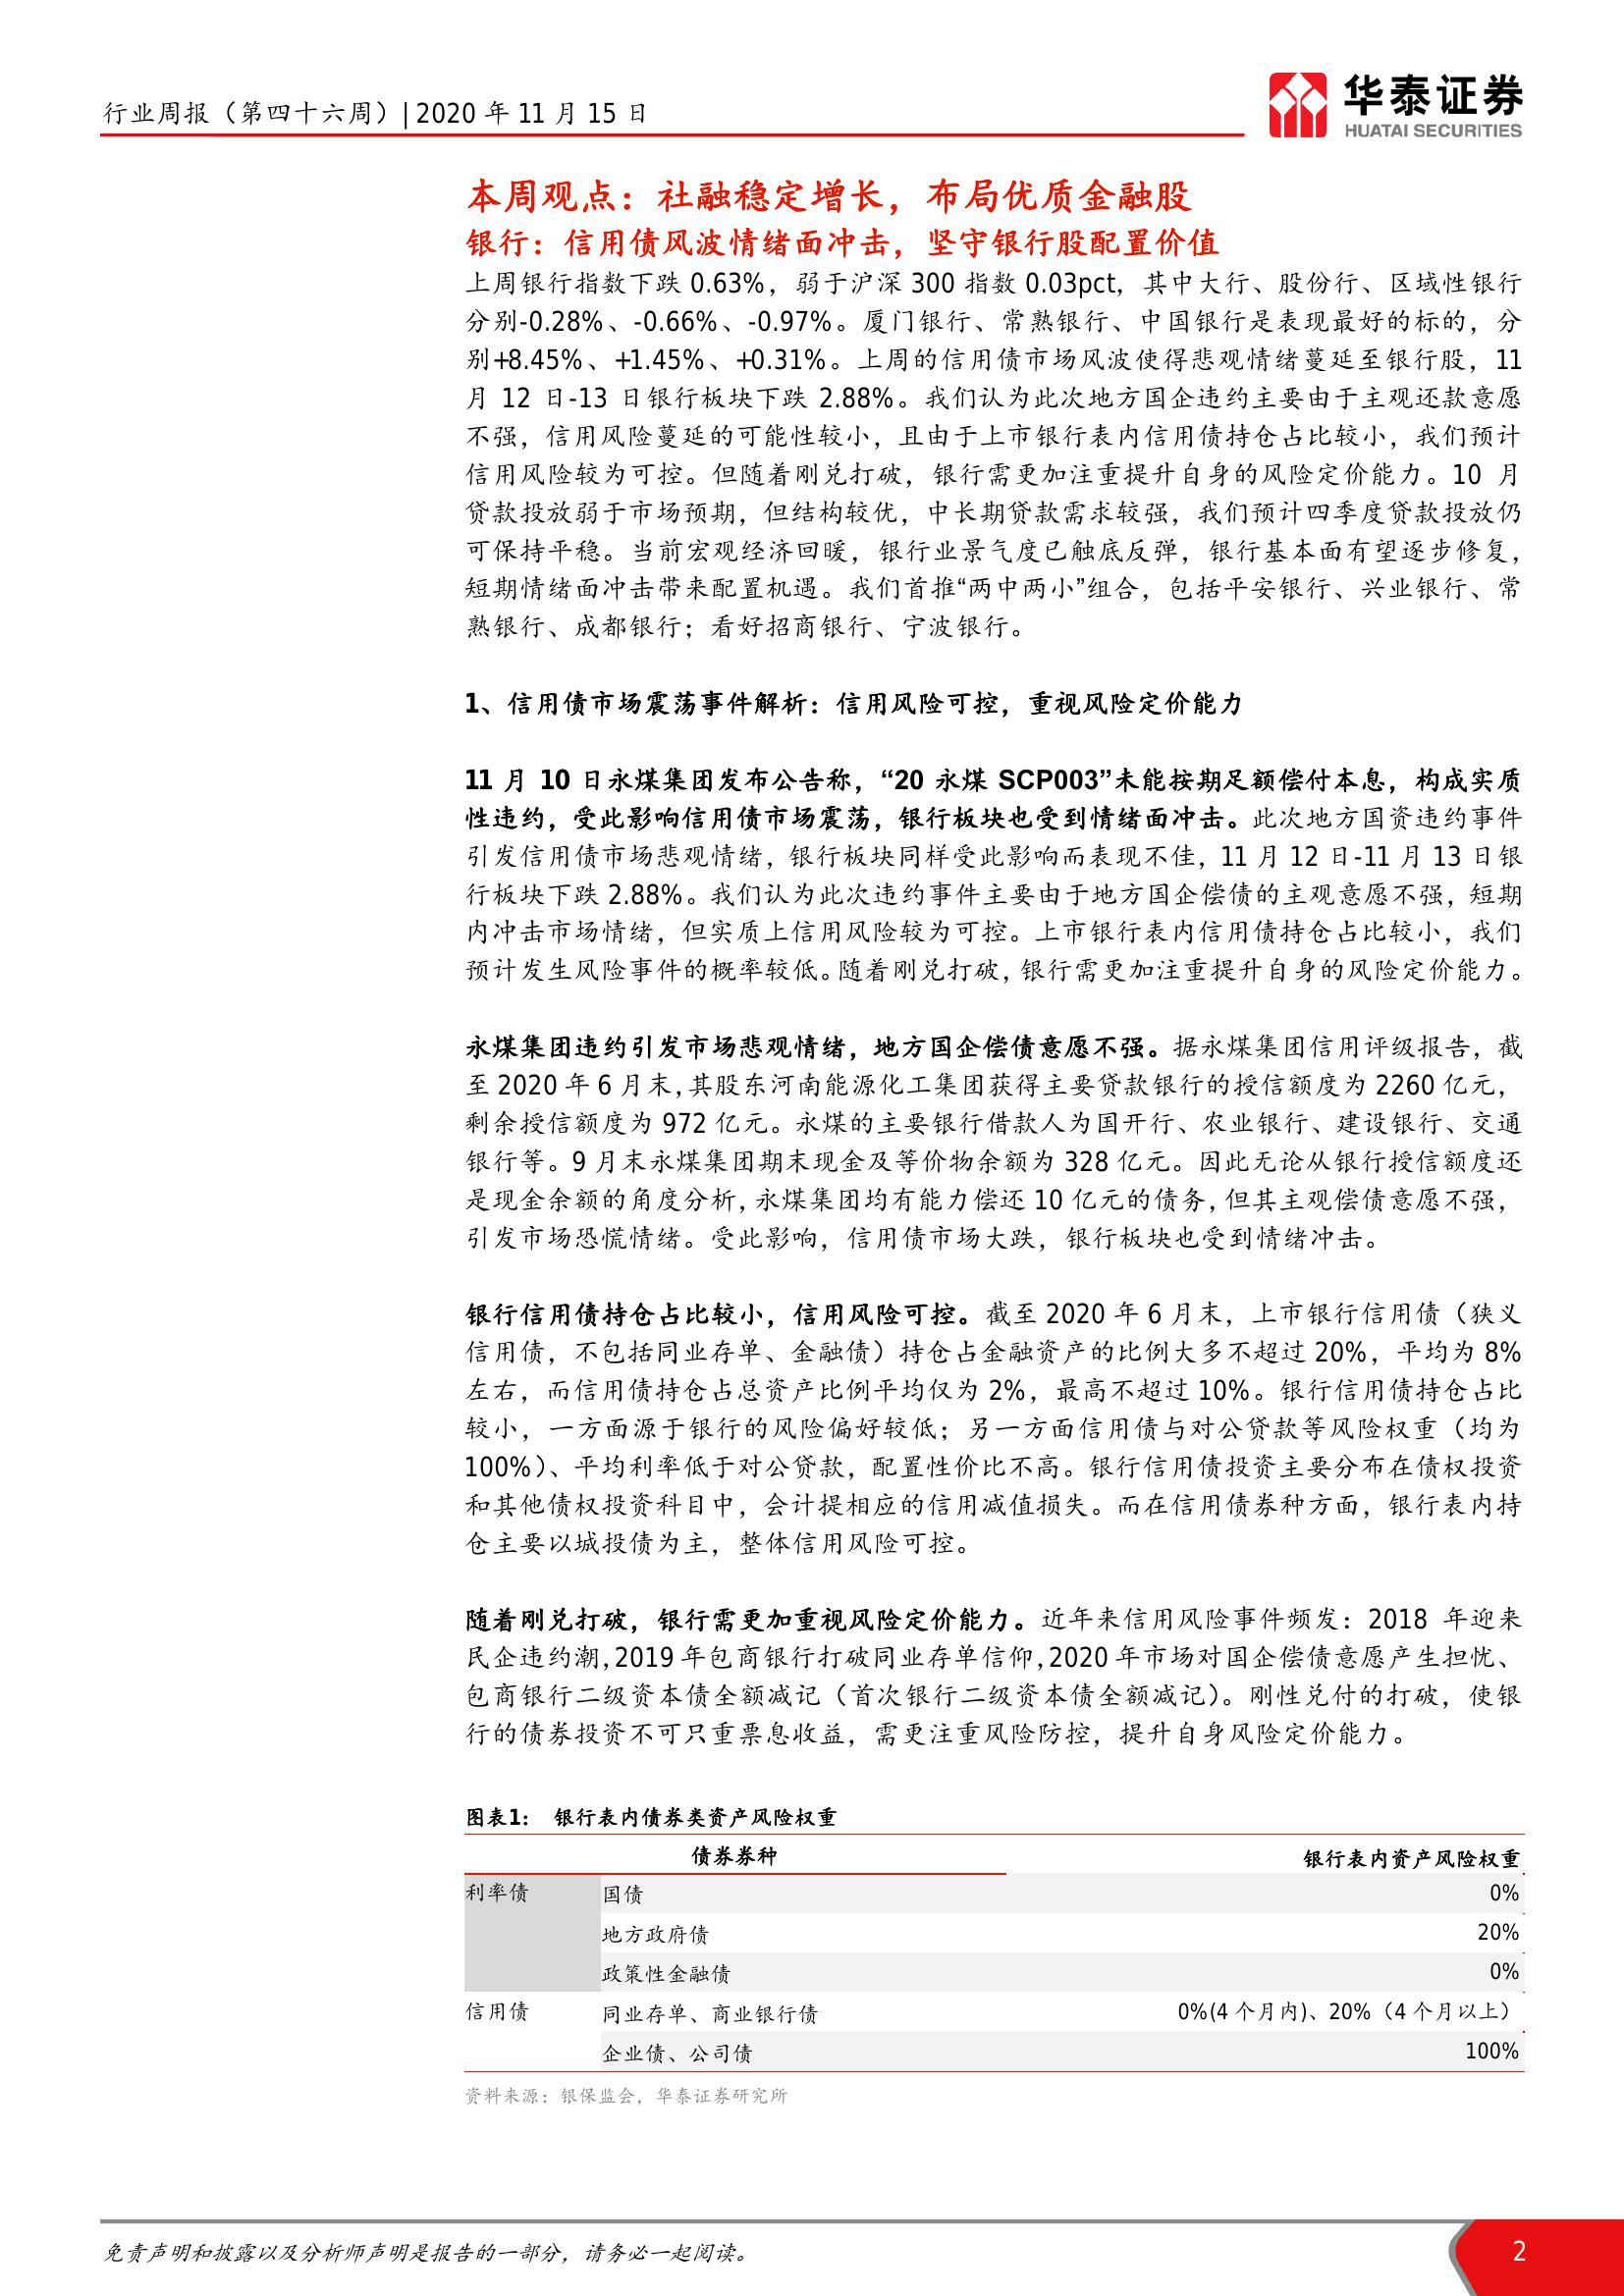 行业周报（第四十六周）| 2020 年 11 月 15 日
华泰证券
HUATAI SECURITIES
本周观点：社融稳定增长，布局优质金融股
银行：信用债风波情绪面冲击，坚守银行股配置价值
上周银行指数下跌 0.63%，弱于沪深 300 指数 0.03pct，其中大行、股份行、区域性银行
分别-0.28%、-0.66%、-0.97%。厦门银行、常熟银行、中国银行是表现最好的标的，分
别+8.45%、+1.45%、+0.31%。上周的信用债市场风波使得悲观情绪蔓延至银行股，11
月 12 日-13 日银行板块下跌 2.88%。我们认为此次地方国企违约主要由于主观还款意愿
不强，信用风险蔓延的可能性较小，且由于上市银行表内信用债持仓占比较小，我们预计
信用风险较为可控。但随着刚兑打破，银行需更加注重提升自身的风险定价能力。10 月
贷款投放弱于市场预期，但结构较优，中长期贷款需求较强，我们预计四季度贷款投放仍
可保持平稳。当前宏观经济回暖，银行业景气度已触底反弹，银行基本面有望逐步修复，
短期情绪面冲击带来配置机遇。我们首推“两中两小”组合，包括平安银行、兴业银行、常
熟银行、成都银行；看好招商银行、宁波银行。
1、信用债市场震荡事件解析：信用风险可控，重视风险定价能力
11 月 10 日永煤集团发布公告称，“20 永煤 SCP003”未能按期足额偿付本息，构成实质
性违约，受此影响信用债市场震荡，银行板块也受到情绪面冲击。此次地方国资违约事件
引发信用债市场悲观情绪，银行板块同样受此影响而表现不佳，11 月 12 日-11 月 13 日银
行板块下跌 2.88%。我们认为此次违约事件主要由于地方国企偿债的主观意愿不强，短期
内冲击市场情绪，但实质上信用风险较为可控。上市银行表内信用债持仓占比较小，我们
预计发生风险事件的概率较低。随着刚兑打破，银行需更加注重提升自身的风险定价能力。
永煤集团违约引发市场悲观情绪，地方国企偿债意愿不强。据永煤集团信用评级报告，截
至 2020 年 6 月末，其股东河南能源化工集团获得主要贷款银行的授信额度为 2260 亿元，
剩余授信额度为 972 亿元。永煤的主要银行借款人为国开行、农业银行、建设银行、交通
银行等。9 月末永煤集团期末现金及等价物余额为 328 亿元。因此无论从银行授信额度还
是现金余额的角度分析，永煤集团均有能力偿还 10 亿元的债务，但其主观偿债意愿不强，
引发市场恐慌情绪。受此影响，信用债市场大跌，银行板块也受到情绪冲击。
银行信用债持仓占比较小，信用风险可控。截至 2020 年 6 月末，上市银行信用债（狭义
信用债，不包括同业存单、金融债）持仓占金融资产的比例大多不超过 20%，平均为 8%
左右，而信用债持仓占总资产比例平均仅为 2%，最高不超过 10%。银行信用债持仓占比
较小，一方面源于银行的风险偏好较低；另一方面信用债与对公贷款等风险权重（均为
100%）、平均利率低于对公贷款，配置性价比不高。银行信用债投资主要分布在债权投资
和其他债权投资科目中，会计提相应的信用减值损失。而在信用债券种方面，银行表内持
仓主要以城投债为主，整体信用风险可控。
随着刚兑打破，银行需更加重视风险定价能力。近年来信用风险事件频发：2018 年迎来
民企违约潮，2019 年包商银行打破同业存单信仰，2020 年市场对国企偿债意愿产生担忧、
包商银行二级资本债全额减记（首次银行二级资本债全额减记）。刚性兑付的打破，使银
行的债券投资不可只重票息收益，需更注重风险防控，提升自身风险定价能力。
图表1： 银行表内债券类资产风险权重
债券券种 银行表内资产风险权重
利率债 国债 0%
地方政府债 20%
政策性金融债 0%
信用债 同业存单、商业银行债 0%(4 个月内)、20%（4 个月以上）
企业债、公司债 100%
资料来源：银保监会，华泰证券研究所
免责声明和披露以及分析师声明是报告的一部分，请务必一起阅读。
2